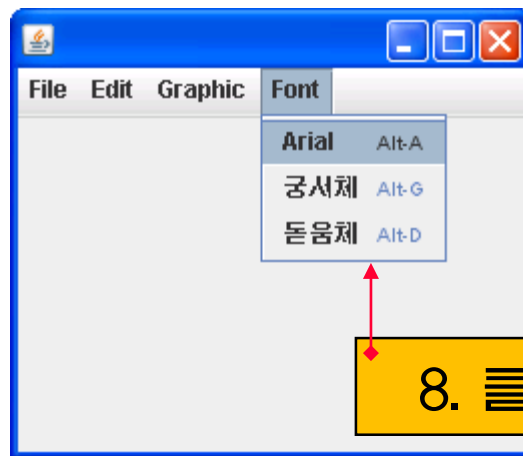 File Edit Graphic Font
Arial Alt-A
궁서체 Alt-G
돋움체 Alt-D
8.